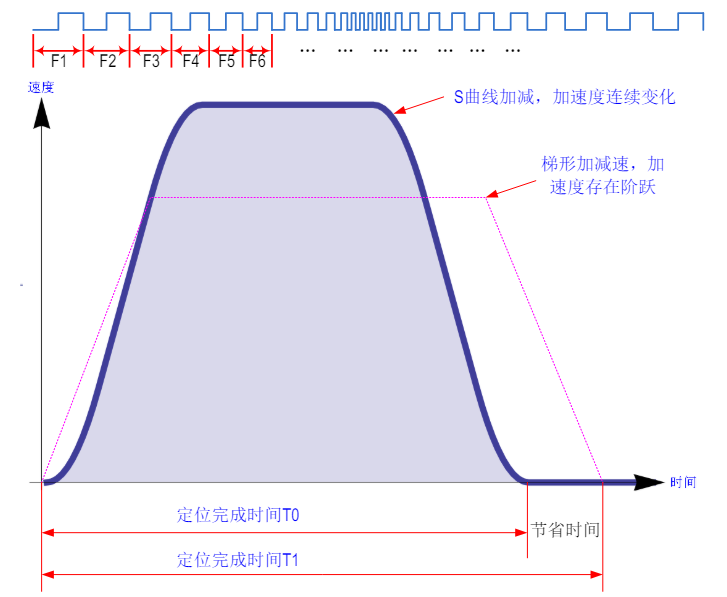 F1 F2 F3 F4 F5 F6 ... ... ... ... ... ... ...
速度
S曲线加减，加速度连续变化
梯形加减速，加
速度存在阶跃
时间
定位完成时间T0
节省时间
定位完成时间T1